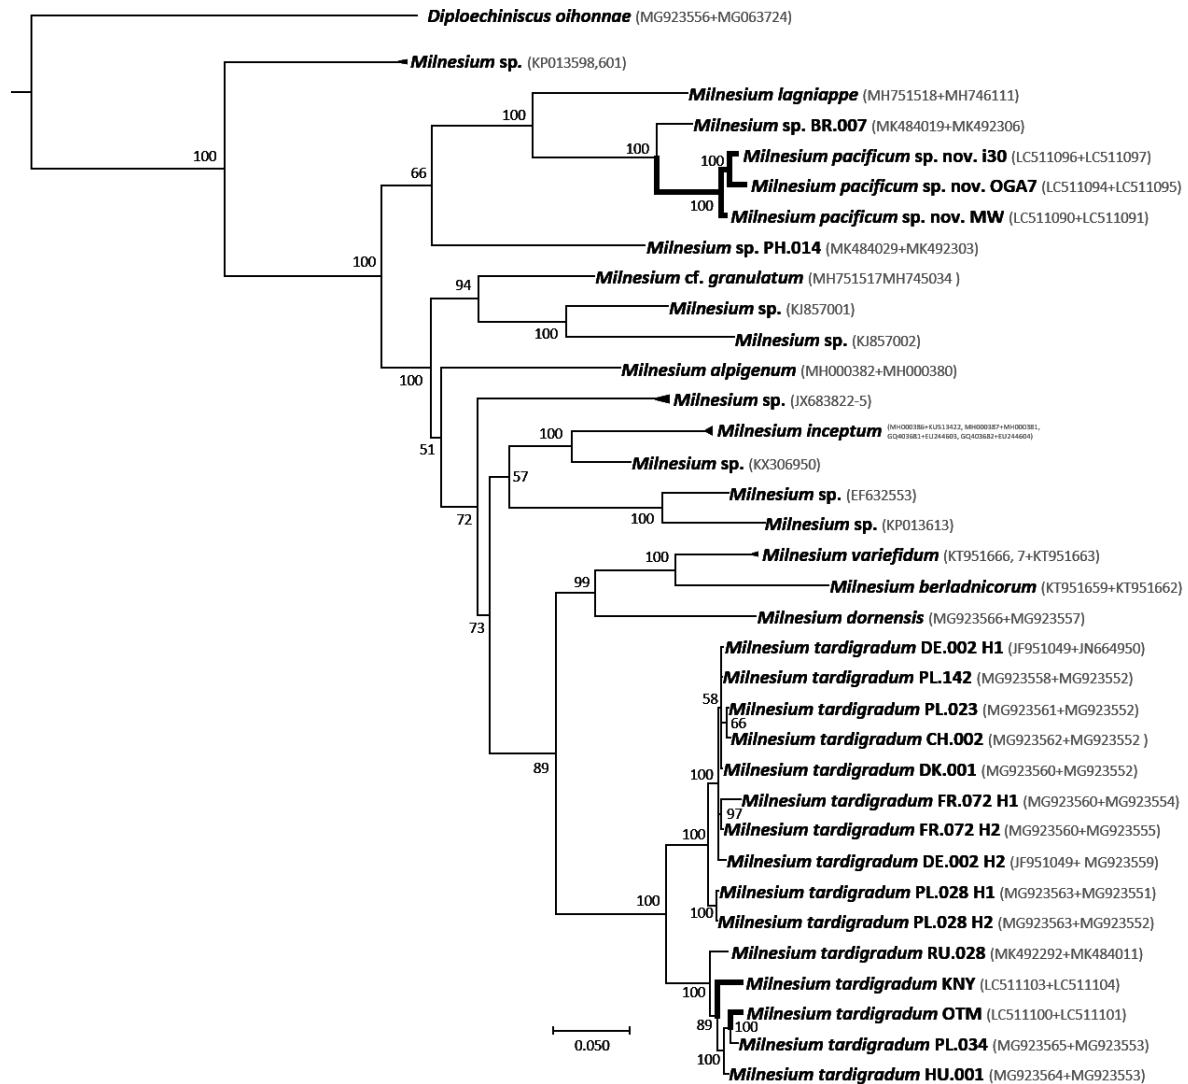 Diploechiniscus oihonnae (MG923556+MG063724)
Milnesium sp. (KP013598,601)
Milnesium lagniappe (MH751518+MH746111)
100
Milnesium sp. BR.007 (MK484019+MK492306)
100
100
Milnesium pacificum sp. nov. i30 (LC511096+LC511097)
100
66
Milnesium pacificum sp. nov. OGA7 (LC511094+LC511095)
100
Milnesium pacificum sp. nov. MW (LC511090+LC511091)
Milnesium sp. PH.014 (MK484029+MK492303)
100
Milnesium cf. granulatum (MH751517MH745034 )
94
Milnesium sp. (KJ857001)
100
Milnesium sp. (KJ857002)
Milnesium alpigenum (MH000382+MH000380)
100
Milnesium sp. (JX683822-5)
Milnesium inceptum (MH000386+KU513422, MH000387+MH000381,
GQ403681+EU244603, GQ403682+EU244604)
100
51
Milnesium sp. (KX306950)
57
Milnesium sp. (EF632553)
100
72
Milnesium sp. (KP013613)
Milnesium variefidum (KT951666, 7+KT951663)
100
99
Milnesium berladnicorum (KT951659+KT951662)
Milnesium dornensis (MG923566+MG923557)
73
Milnesium tardigradum DE.002 H1 (JF951049+JN664950)
Milnesium tardigradum PL.142 (MG923558+MG923552)
58
Milnesium tardigradum PL.023 (MG923561+MG923552)
66
Milnesium tardigradum CH.002 (MG923562+MG923552 )
89
Milnesium tardigradum DK.001 (MG923560+MG923552)
100
Milnesium tardigradum FR.072 H1 (MG923560+MG923554)
97
Milnesium tardigradum FR.072 H2 (MG923560+MG923555)
100
Milnesium tardigradum DE.002 H2 (JF951049+ MG923559)
Milnesium tardigradum PL.028 H1 (MG923563+MG923551)
100
100
Milnesium tardigradum PL.028 H2 (MG923563+MG923552)
Milnesium tardigradum RU.028 (MK492292+MK484011)
Milnesium tardigradum KNY (LC511103+LC511104)
100
Milnesium tardigradum OTM (LC511100+LC511101)
89
100
Milnesium tardigradum PL.034 (MG923565+MG923553)
0.050
100
Milnesium tardigradum HU.001 (MG923564+MG923553)